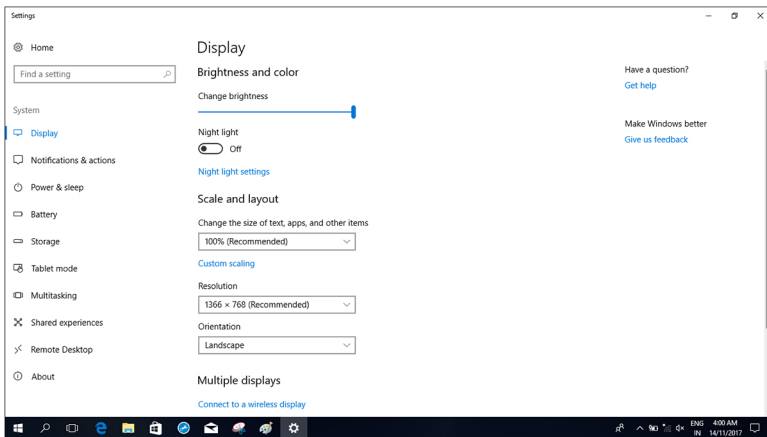 Settings
Home
Find a setting
System
Display
Notifications & actions
Power & sleep
Battery
Storage
Tablet mode
Multitasking
Shared experiences
Remote Desktop
About
Display
Brightness and color
Change brightness
Night light
Off
Night light settings
Scale and layout
Change the size of text, apps, and other items
100% (Recommended)
Custom scaling
Resolution
1366 × 768 (Recommended)
Orientation
Landscape
Multiple displays
Connect to a wireless display
Have a question?
Get help
Make Windows better
Give us feedback
ENG 4:00 AM
IN 14/11/2017